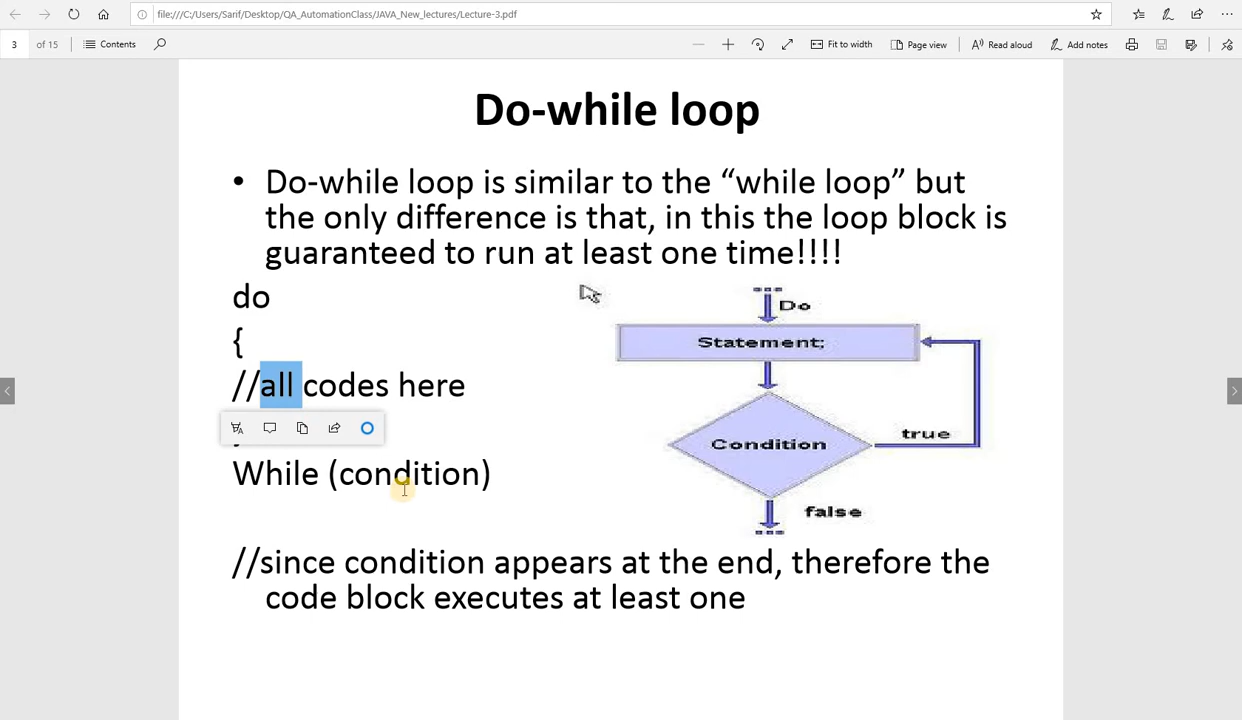 file:///C:/Users/Sarif/Desktop/QA_AutomationClass/JAVA_New_lectures/Lecture-3.pdf
3 of 15 Contents Fit to width Page view Read aloud Add notes
Do-while loop
• Do-while loop is similar to the “while loop” but
the only difference is that, in this the loop block is
guaranteed to run at least one time!!!!
do
{
//all codes here
While (condition)
Do
Statement;
Condition
true
false
//since condition appears at the end, therefore the
code block executes at least one